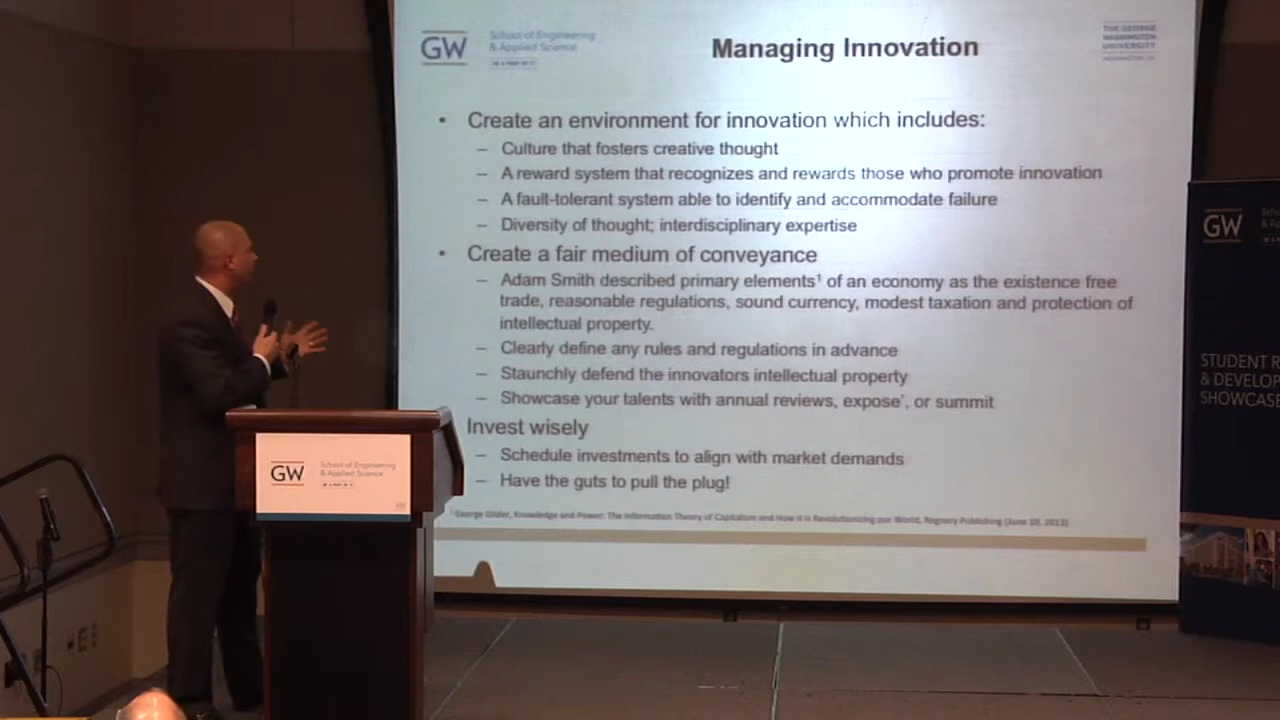 GW
School of Engineering
& Applied Science
Managing Innovation
THE GEORGE
WASHINGTON
UNIVERSITY
WASHINGTON, DC
• Create an environment for innovation which includes:
– Culture that fosters creative thought
– A reward system that recognizes and rewards those who promote innovation
– A fault-tolerant system able to identify and accommodate failure
– Diversity of thought; interdisciplinary expertise
• Create a fair medium of conveyance
– Adam Smith described primary elements¹ of an economy as the existence free
trade, reasonable regulations, sound currency, modest taxation and protection of
intellectual property.
– Clearly define any rules and regulations in advance
– Staunchly defend the innovators intellectual property
– Showcase your talents with annual reviews, expose', or summit
Invest wisely
– Schedule investments to align with market demands
– Have the guts to pull the plug!
¹ George Gilder, Knowledge and Power: The Information Theory of Capitalism and How it is Revolutionizing our World, Regnery Publishing (June 10, 2013)
GW
School of Engineering
& Applied Science
GW
STUDENT R
& DEVELOP
SHOWCASE